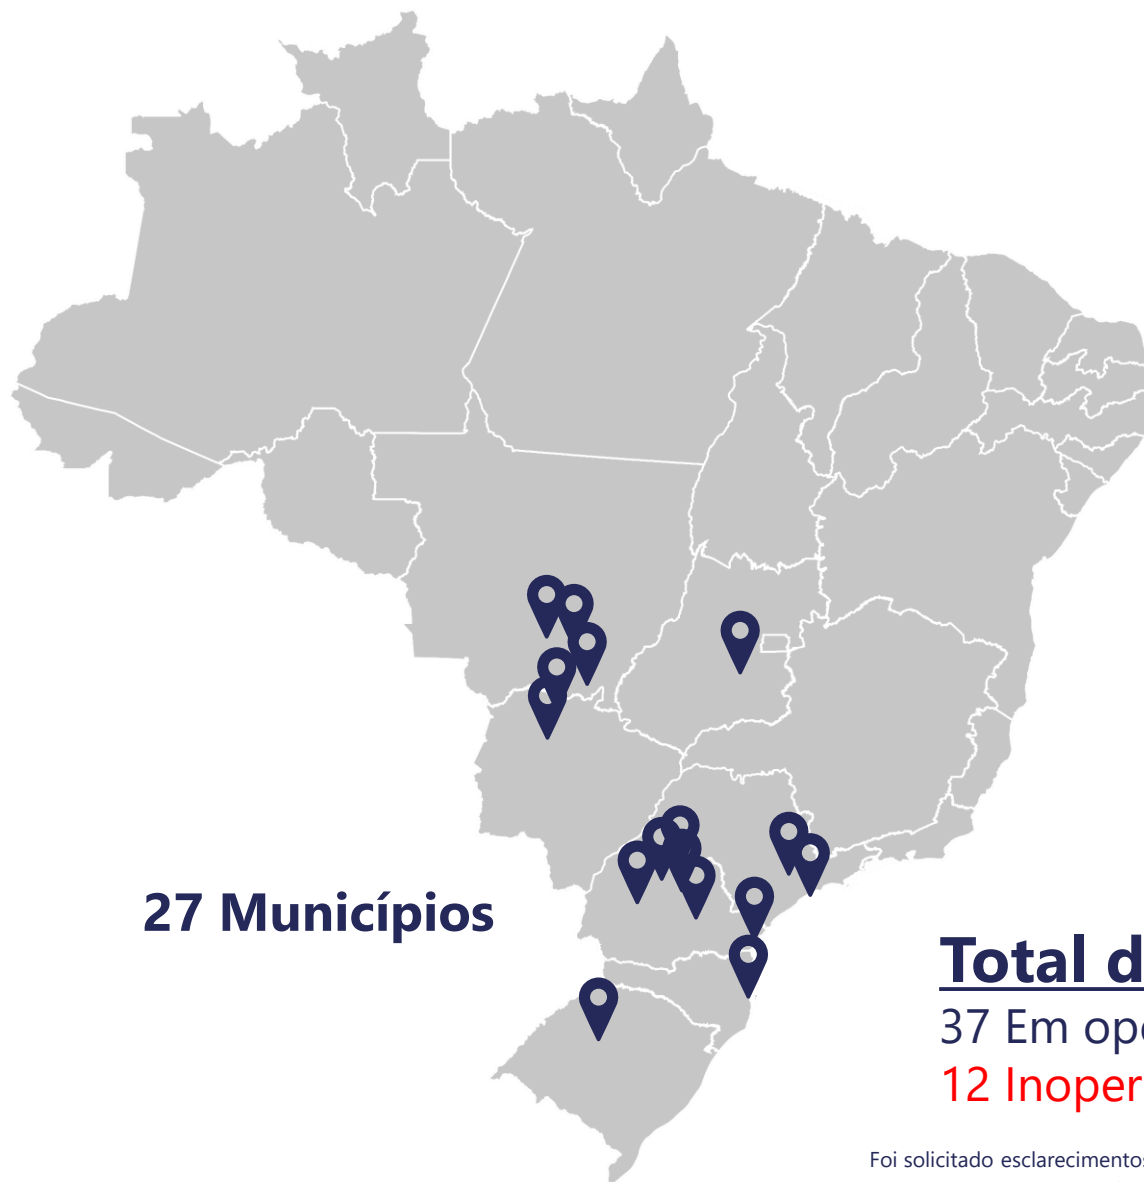 27 Municípios
Total d
37 Em op
12 Inoper
Foi solicitado esclarecimentos